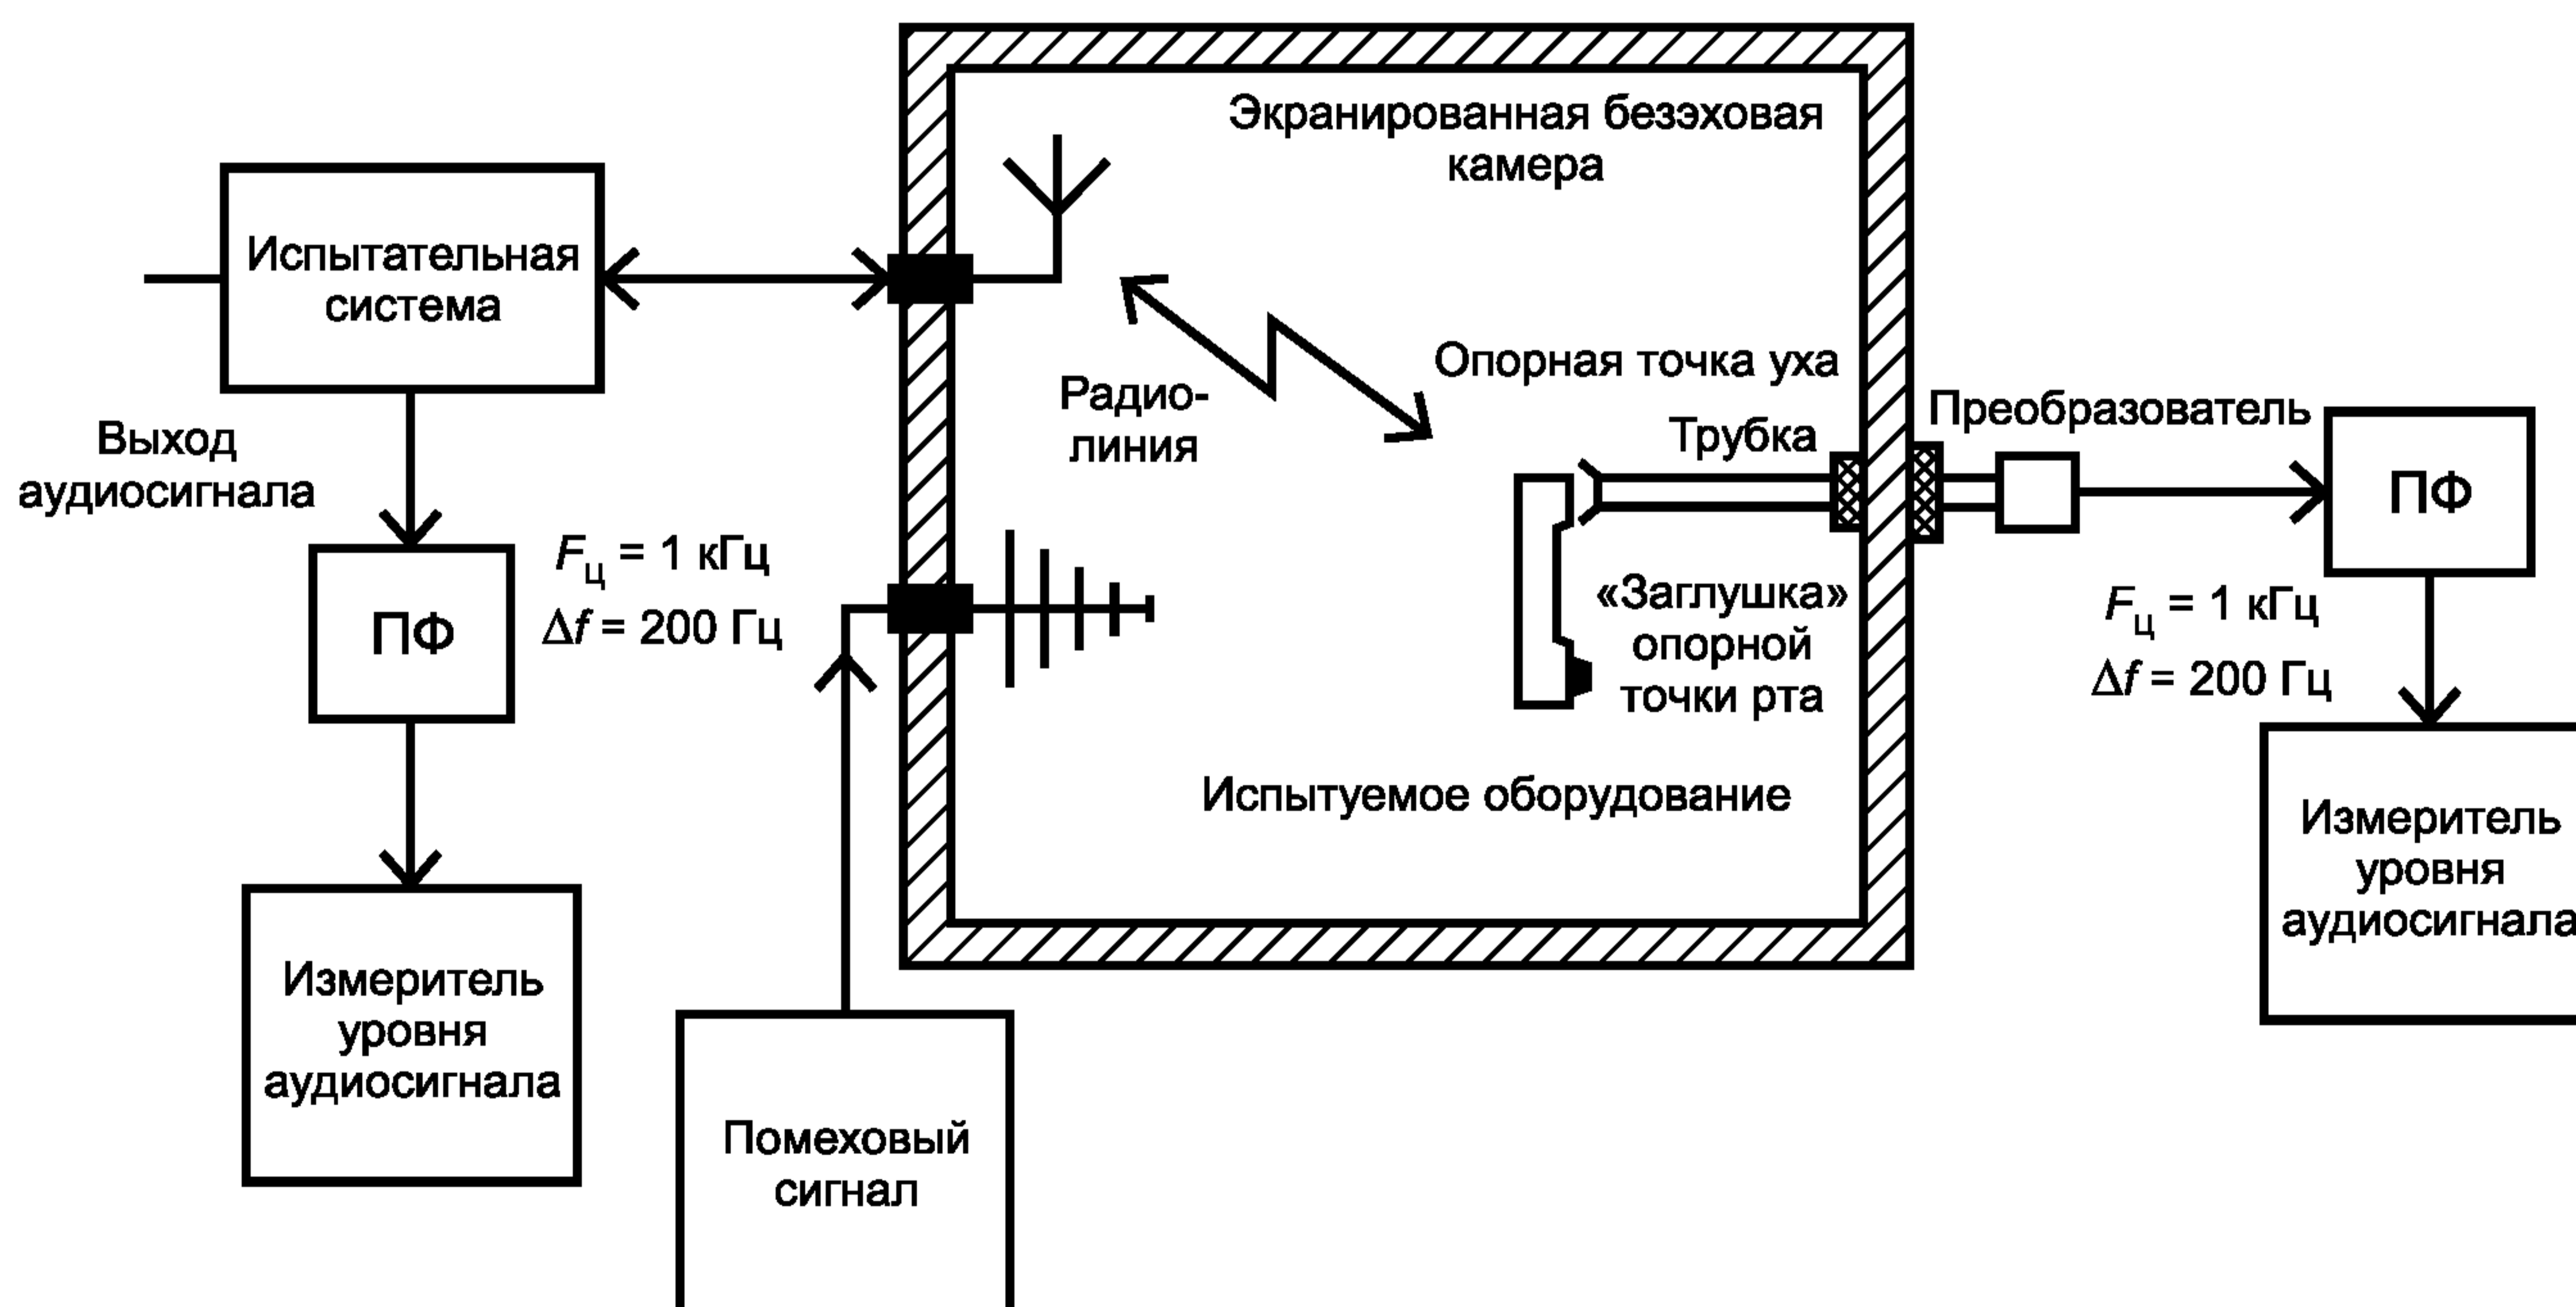 Экранированная безэховая
камера
Испытательная
система
Опорная точка уха
Радио-
линия
Трубка
Преобразователь
Выход
аудиосигнала
ПФ
Fц = 1 кГц
Δf = 200 Гц
ПФ
«Заглушка»
опорной
точки рта
Fц = 1 кГц
Δf = 200 Гц
Испытуемое оборудование
Измеритель
уровня
аудиосигнала
Измеритель
уровня
аудиосигнала
Помеховый
сигнал